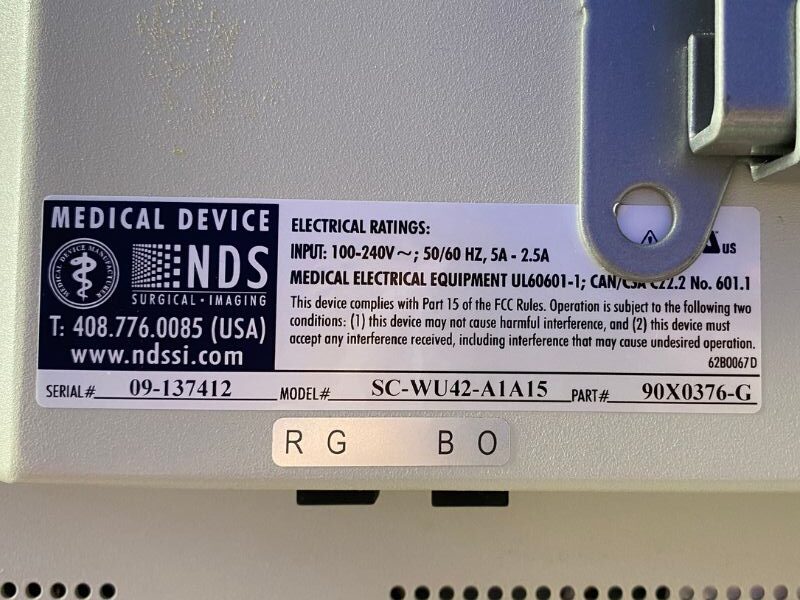 MEDICAL DEVICE
MEDICAL DEVICE MANUFACTURER
NDS
SURGICAL • IMAGING
T: 408.776.0085 (USA)
www.ndssi.com
ELECTRICAL RATINGS:
INPUT: 100-240V ~; 50/60 HZ, 5A - 2.5A
MEDICAL ELECTRICAL EQUIPMENT UL60601-1; CAN/CSA C22.2 No. 601.1
US
This device complies with Part 15 of the FCC Rules. Operation is subject to the following two
conditions: (1) this device may not cause harmful interference, and (2) this device must
accept any interference received, including interference that may cause undesired operation.
62B0067D
SERIAL# 09-137412 MODEL# SC-WU42-A1A15 PART# 90X0376-G
R G B O